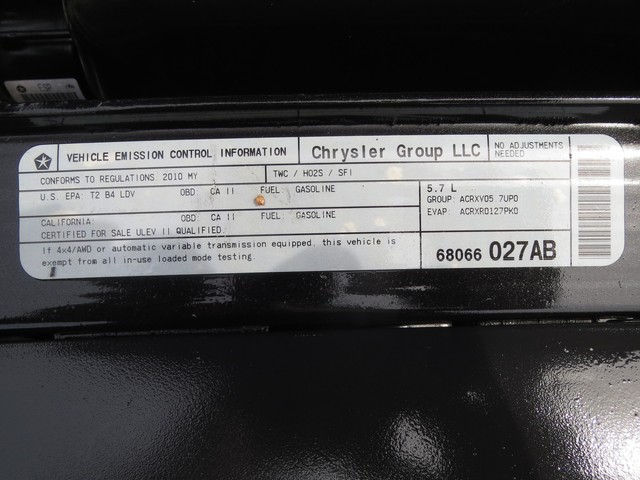 ESP
VEHICLE EMISSION CONTROL INFORMATION Chrysler Group LLC NO ADJUSTMENTS NEEDED
CONFORMS TO REGULATIONS: 2010 MY TWC / HO2S / SFI
U.S. EPA: T2 B4 LDV OBD: CA II FUEL: GASOLINE
5.7 L
GROUP: ACRXV05.7UP0
CALIFORNIA: OBD: CA II FUEL: GASOLINE
EVAP: ACRXR0127PK0
CERTIFIED FOR SALE ULEV II QUALIFIED
If 4x4/AWD or automatic variable transmission equipped, this vehicle is
exempt from all in-use loaded mode testing.
68066 027AB